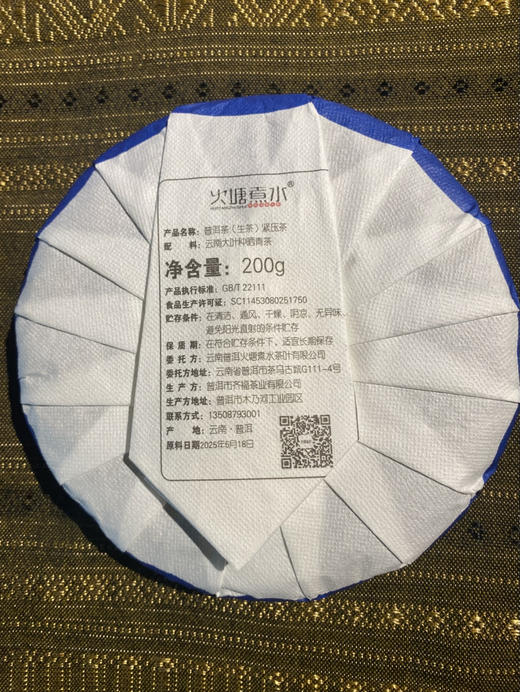 火塘煮水®
产品名称：普洱茶（生茶）紧压茶
配 料：云南大叶种晒青茶
净含量：200g
产品执行标准：GB/T 22111
食品生产许可证：SC11453080251750
贮存条件：在清洁、通风、干燥、阴凉、无异味、
避免阳光直射的条件贮存
保 质 期：在符合贮存条件下，适宜长期保存
委 托 方：云南普洱火塘煮水茶叶有限公司
委托方地址：云南省普洱市茶马古城G111-4号
生 产 方：普洱市齐福茶业有限公司
生产方地址：普洱市木乃河工业园区
联系方式：13508793001
产 地：云南·普洱
原料日期2025年5月18日